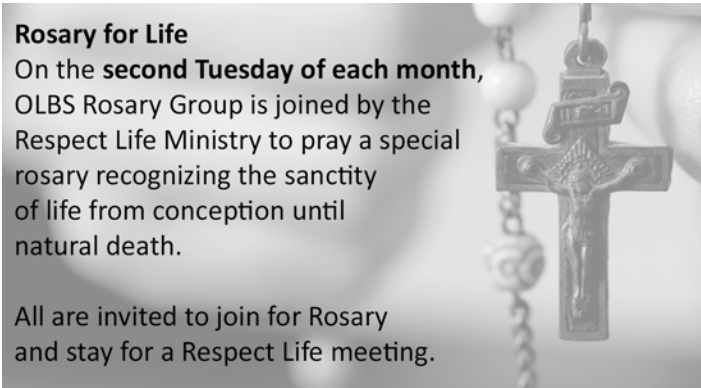 Rosary for Life
On the second Tuesday of each month,
OLBS Rosary Group is joined by the
Respect Life Ministry to pray a special
rosary recognizing the sanctity
of life from conception until
natural death.
All are invited to join for Rosary
and stay for a Respect Life meeting.